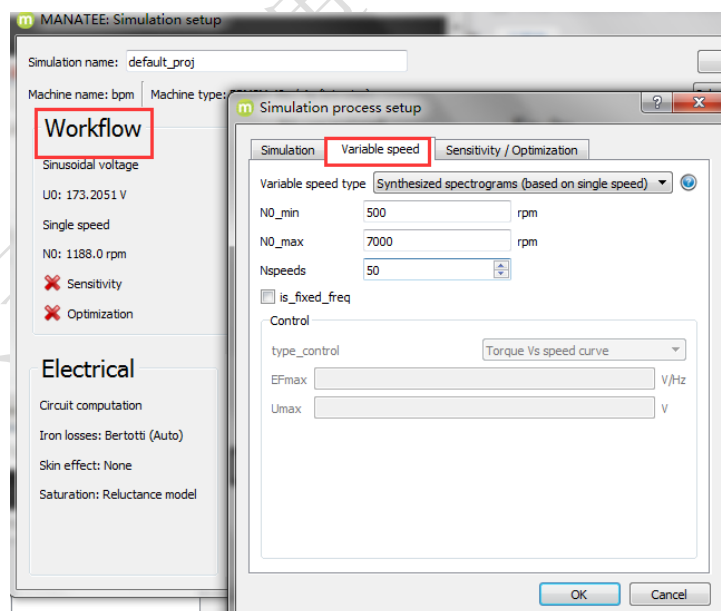 MANATEE: Simulation setup
Simulation name: default_proj
Machine name: bpm Machine type:
Workflow
Sinusoidal voltage
U0: 173.2051 V
Single speed
N0: 1188.0 rpm
Sensitivity
Optimization
Electrical
Circuit computation
Iron losses: Bertotti (Auto)
Skin effect: None
Saturation: Reluctance model
Simulation process setup
Simulation Variable speed Sensitivity / Optimization
Variable speed type Synthesized spectrograms (based on single speed)
N0_min 500 rpm
N0_max 7000 rpm
Nspeeds 50
is_fixed_freq
Control
type_control Torque Vs speed curve
EFmax V/Hz
Umax V
OK Cancel